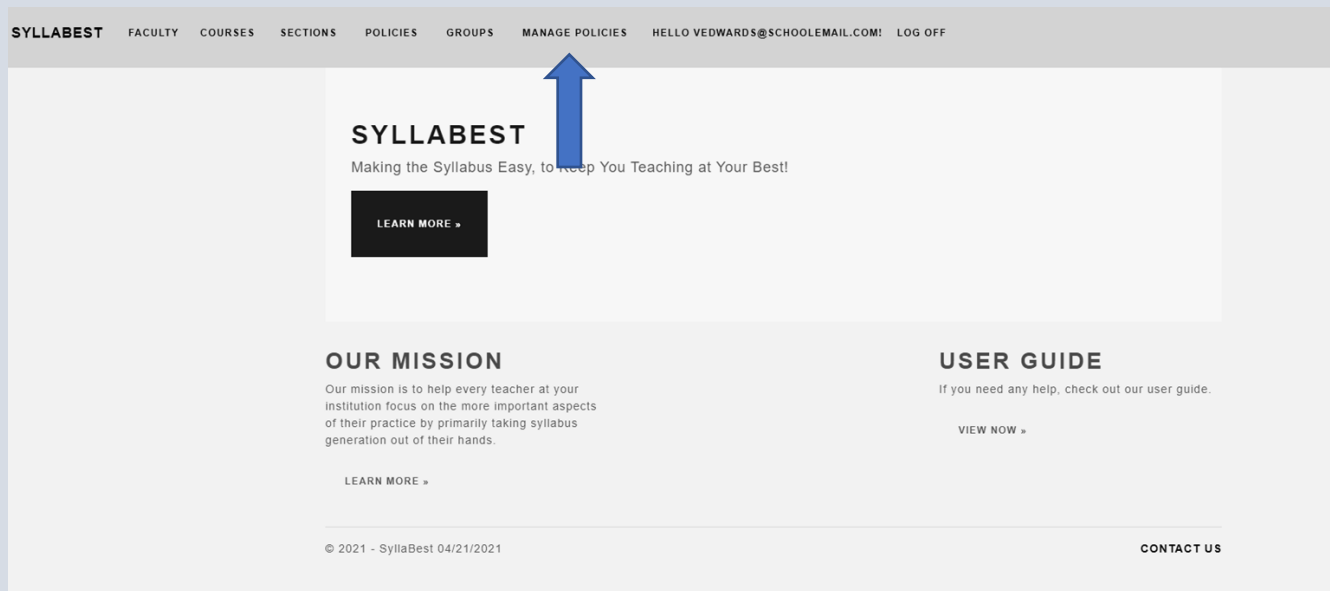 SYLLABEST FACULTY COURSES SECTIONS POLICIES GROUPS MANAGE POLICIES HELLO VEDWARDS@SCHOOLEMAIL.COM! LOG OFF
SYLLABEST
Making the Syllabus Easy, to Keep You Teaching at Your Best!
LEARN MORE »
OUR MISSION
Our mission is to help every teacher at your
institution focus on the more important aspects
of their practice by primarily taking syllabus
generation out of their hands.
LEARN MORE »
USER GUIDE
If you need any help, check out our user guide.
VIEW NOW »
© 2021 - SyllaBest 04/21/2021
CONTACT US